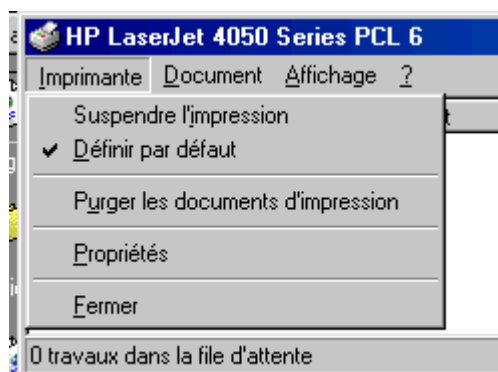 HP LaserJet 4050 Series PCL 6
Imprimante Document Affichage ?
Suspendre l'impression
Définir par défaut
Purger les documents d'impression
Propriétés
Fermer
0 travaux dans la file d'attente